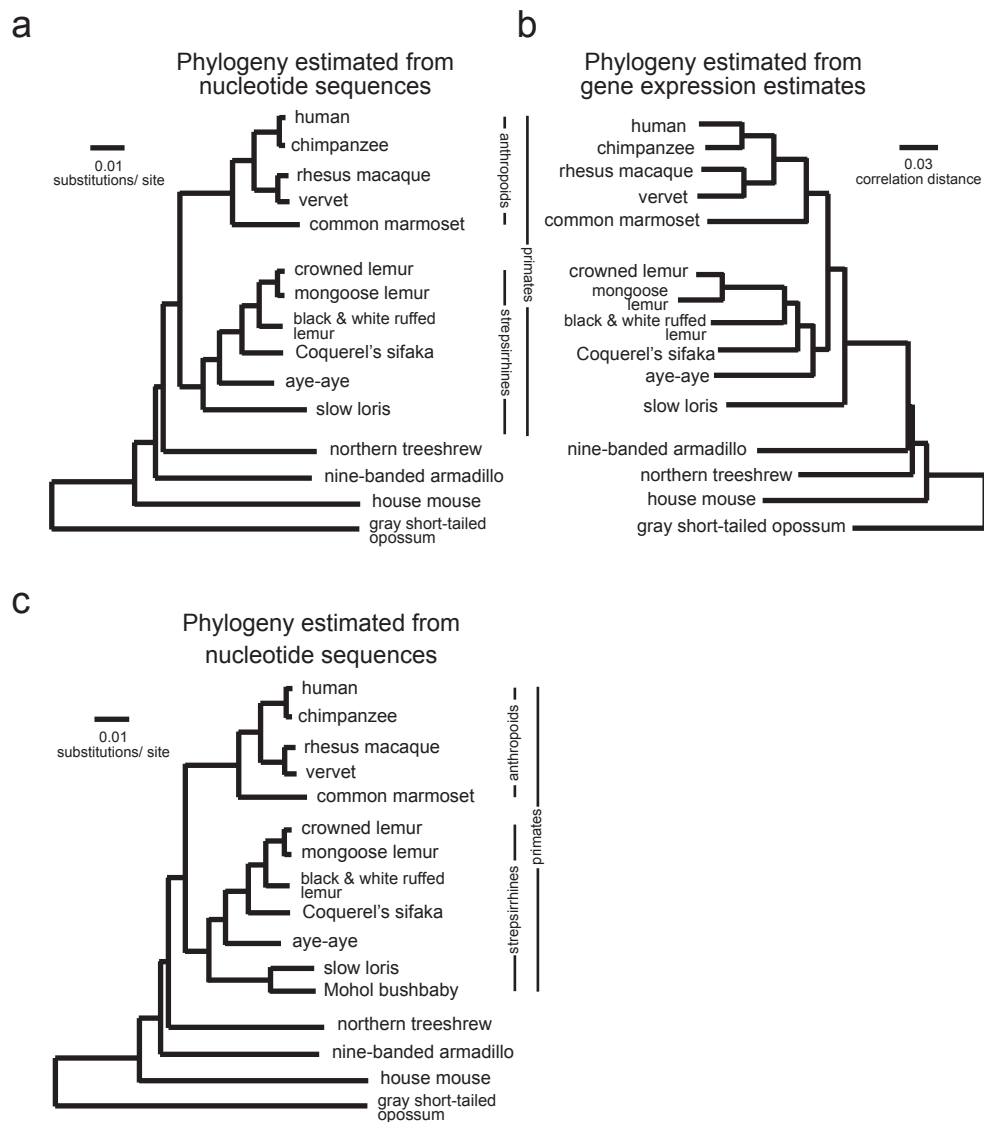 a
Phylogeny estimated from
nucleotide sequences
0.01
substitutions/ site
human
chimpanzee
rhesus macaque
vervet
common marmoset
crowned lemur
mongoose lemur
black & white ruffed
lemur
Coquerel's sifaka
aye-aye
slow loris
northern treeshrew
nine-banded armadillo
house mouse
gray short-tailed
opossum
anthropoids
strepsirrhines
primates
b
Phylogeny estimated from
gene expression estimates
0.03
correlation distance
human
chimpanzee
rhesus macaque
vervet
common marmoset
crowned lemur
mongoose
lemur
black & white ruffed
lemur
Coquerel's sifaka
aye-aye
slow loris
nine-banded armadillo
northern treeshrew
house mouse
gray short-tailed opossum
c
Phylogeny estimated from
nucleotide sequences
0.01
substitutions/ site
human
chimpanzee
rhesus macaque
vervet
common marmoset
crowned lemur
mongoose lemur
black & white ruffed
lemur
Coquerel's sifaka
aye-aye
slow loris
Mohol bushbaby
northern treeshrew
nine-banded armadillo
house mouse
gray short-tailed
opossum
anthropoids
strepsirrhines
primates